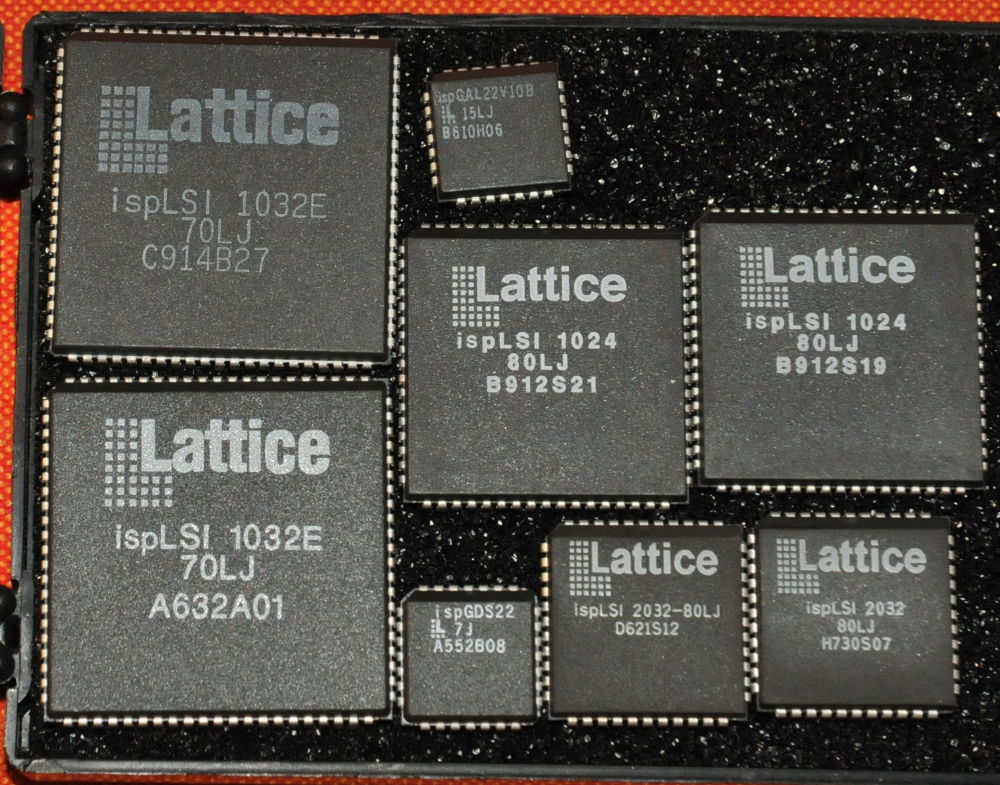 Lattice
ispLSI 1032E
70LJ
C914B27
ispGAL22V10B
15LJ
B610H06
Lattice
ispLSI 1024
80LJ
B912S21
Lattice
ispLSI 1024
80LJ
B912S19
Lattice
ispLSI 1032E
70LJ
A632A01
ispGDS22
7J
A552B08
Lattice
ispLSI 2032-80LJ
D621S12
Lattice
ispLSI 2032
80LJ
H730S07